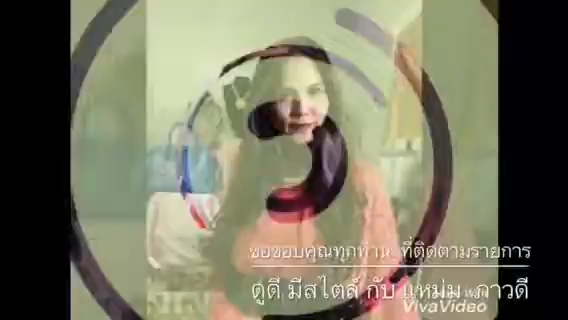 ขอขอบคุณทุกท่าน ที่ติดตามรายการ
ดูดี มีสไตล์ กับ แหม่ม ภาวดี
VivaVideo